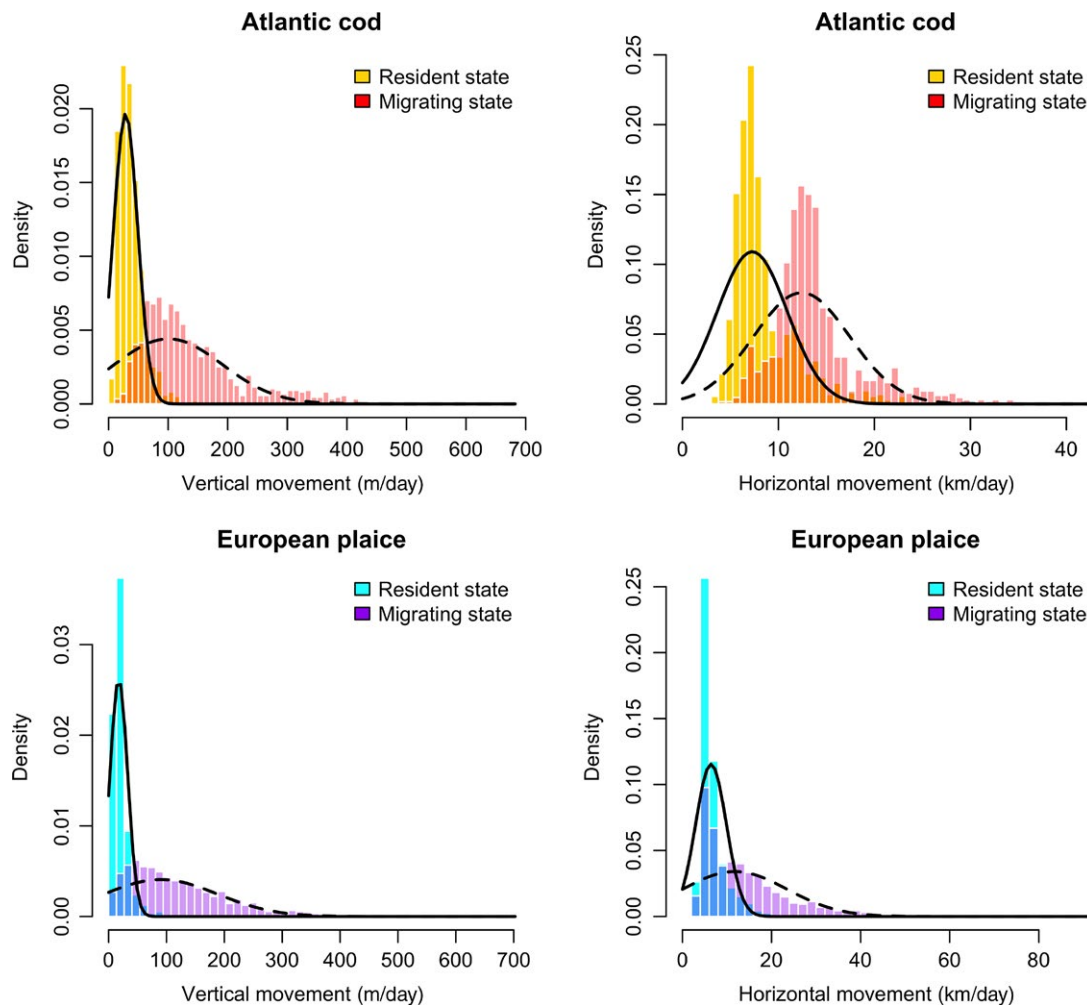 Atlantic cod
Resident state
Migrating state
Density
0.000 0.005 0.010 0.015 0.020
0 100 200 300 400 500 600 700
Vertical movement (m/day)
Atlantic cod
Resident state
Migrating state
Density
0.00 0.05 0.10 0.15 0.20 0.25
0 10 20 30 40
Horizontal movement (km/day)
European plaice
Resident state
Migrating state
Density
0.00 0.01 0.02 0.03
0 100 200 300 400 500 600 700
Vertical movement (m/day)
European plaice
Resident state
Migrating state
Density
0.00 0.05 0.10 0.15 0.20 0.25
0 20 40 60 80
Horizontal movement (km/day)